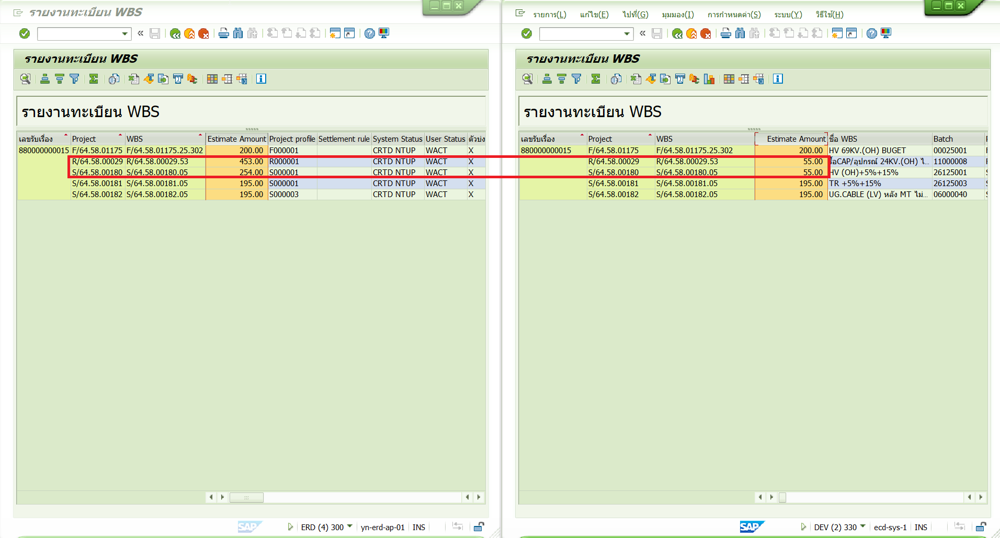 รายงานทะเบียน WBS
«
รายงานทะเบียน WBS
รายงานทะเบียน WBS
เลขรับเรื่อง Project WBS Estimate Amount Project profile Settlement rule System Status User Status ตัวบ่ง
880000000015 F/64.58.01175 F/64.58.01175.25.302 200.00 F000001 CRTD NTUP WACT X
R/64.58.00029 R/64.58.00029.53 453.00 R000001 CRTD NTUP WACT X
S/64.58.00180 S/64.58.00180.05 254.00 S000001 CRTD NTUP WACT X
S/64.58.00181 S/64.58.00181.05 195.00 S000001 CRTD NTUP WACT X
S/64.58.00182 S/64.58.00182.05 195.00 S000003 CRTD NTUP WACT X
SAP ERD (4) 300 yn-erd-ap-01 INS
รายการ(L) แก้ไข(E) ไปที่(G) มุมมอง(I) การกำหนดค่า(S) ระบบ(Y) วิธีใช้(H)
«
รายงานทะเบียน WBS
รายงานทะเบียน WBS
เลขรับเรื่อง Project WBS Estimate Amount ชื่อ WBS Batch
880000000015 F/64.58.01175 F/64.58.01175.25.302 200.00 HV 69KV.(OH) BUGET 00025001
R/64.58.00029 R/64.58.00029.53 55.00 24KV.(OH) ไ... 11000008
S/64.58.00180 S/64.58.00180.05 55.00 HV (OH)+5%+15% 26125001
S/64.58.00181 S/64.58.00181.05 195.00 TR +5%+15% 26125003
S/64.58.00182 S/64.58.00182.05 195.00 UG.CABLE (LV) หลัง MT ไม่... 06000040
SAP DEV (2) 330 ecd-sys-1 INS